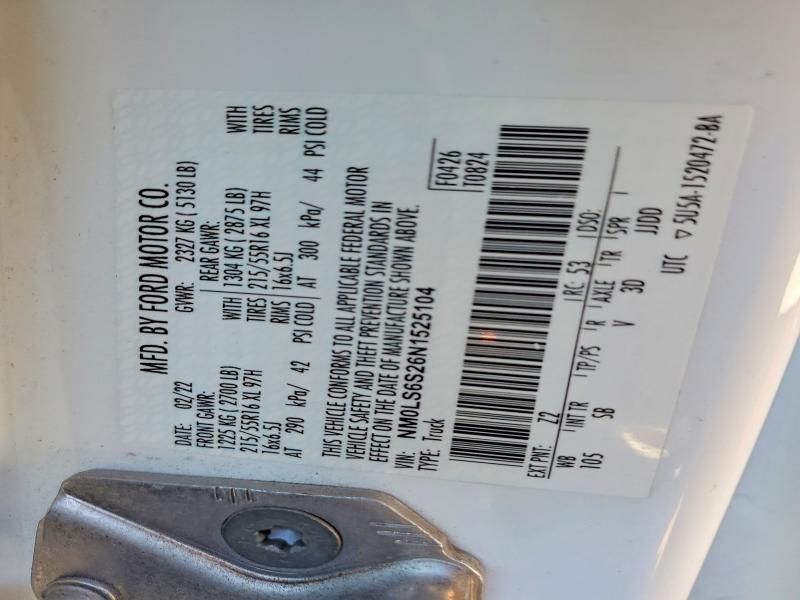 MFD. BY FORD MOTOR CO.
DATE: 02/22 GVWR: 2327 KG ( 5130 LB)
FRONT GAWR: REAR GAWR:
1225 KG ( 2700 LB) WITH 1304 KG ( 2875 LB) WITH
215/55R16 XL 97H TIRES 215/55R16 XL 97H TIRES
16x6.5J RIMS 16x6.5J RIMS
AT 290 kPa/ 42 PSI COLD AT 300 kPa/ 44 PSI COLD
THIS VEHICLE CONFORMS TO ALL APPLICABLE FEDERAL MOTOR
VEHICLE SAFETY AND THEFT PREVENTION STANDARDS IN
EFFECT ON THE DATE OF MANUFACTURE SHOWN ABOVE.
VIN: NM0LS6S26N1525104
TYPE: Truck
F0426
T0824
EXT PNT: Z2 RC: 53 DSO:
WB INT TR TP/PS R AXLE TR SPR
105 SB V 3D JJDD
UTC ▽ 5U5A-1520472-BA